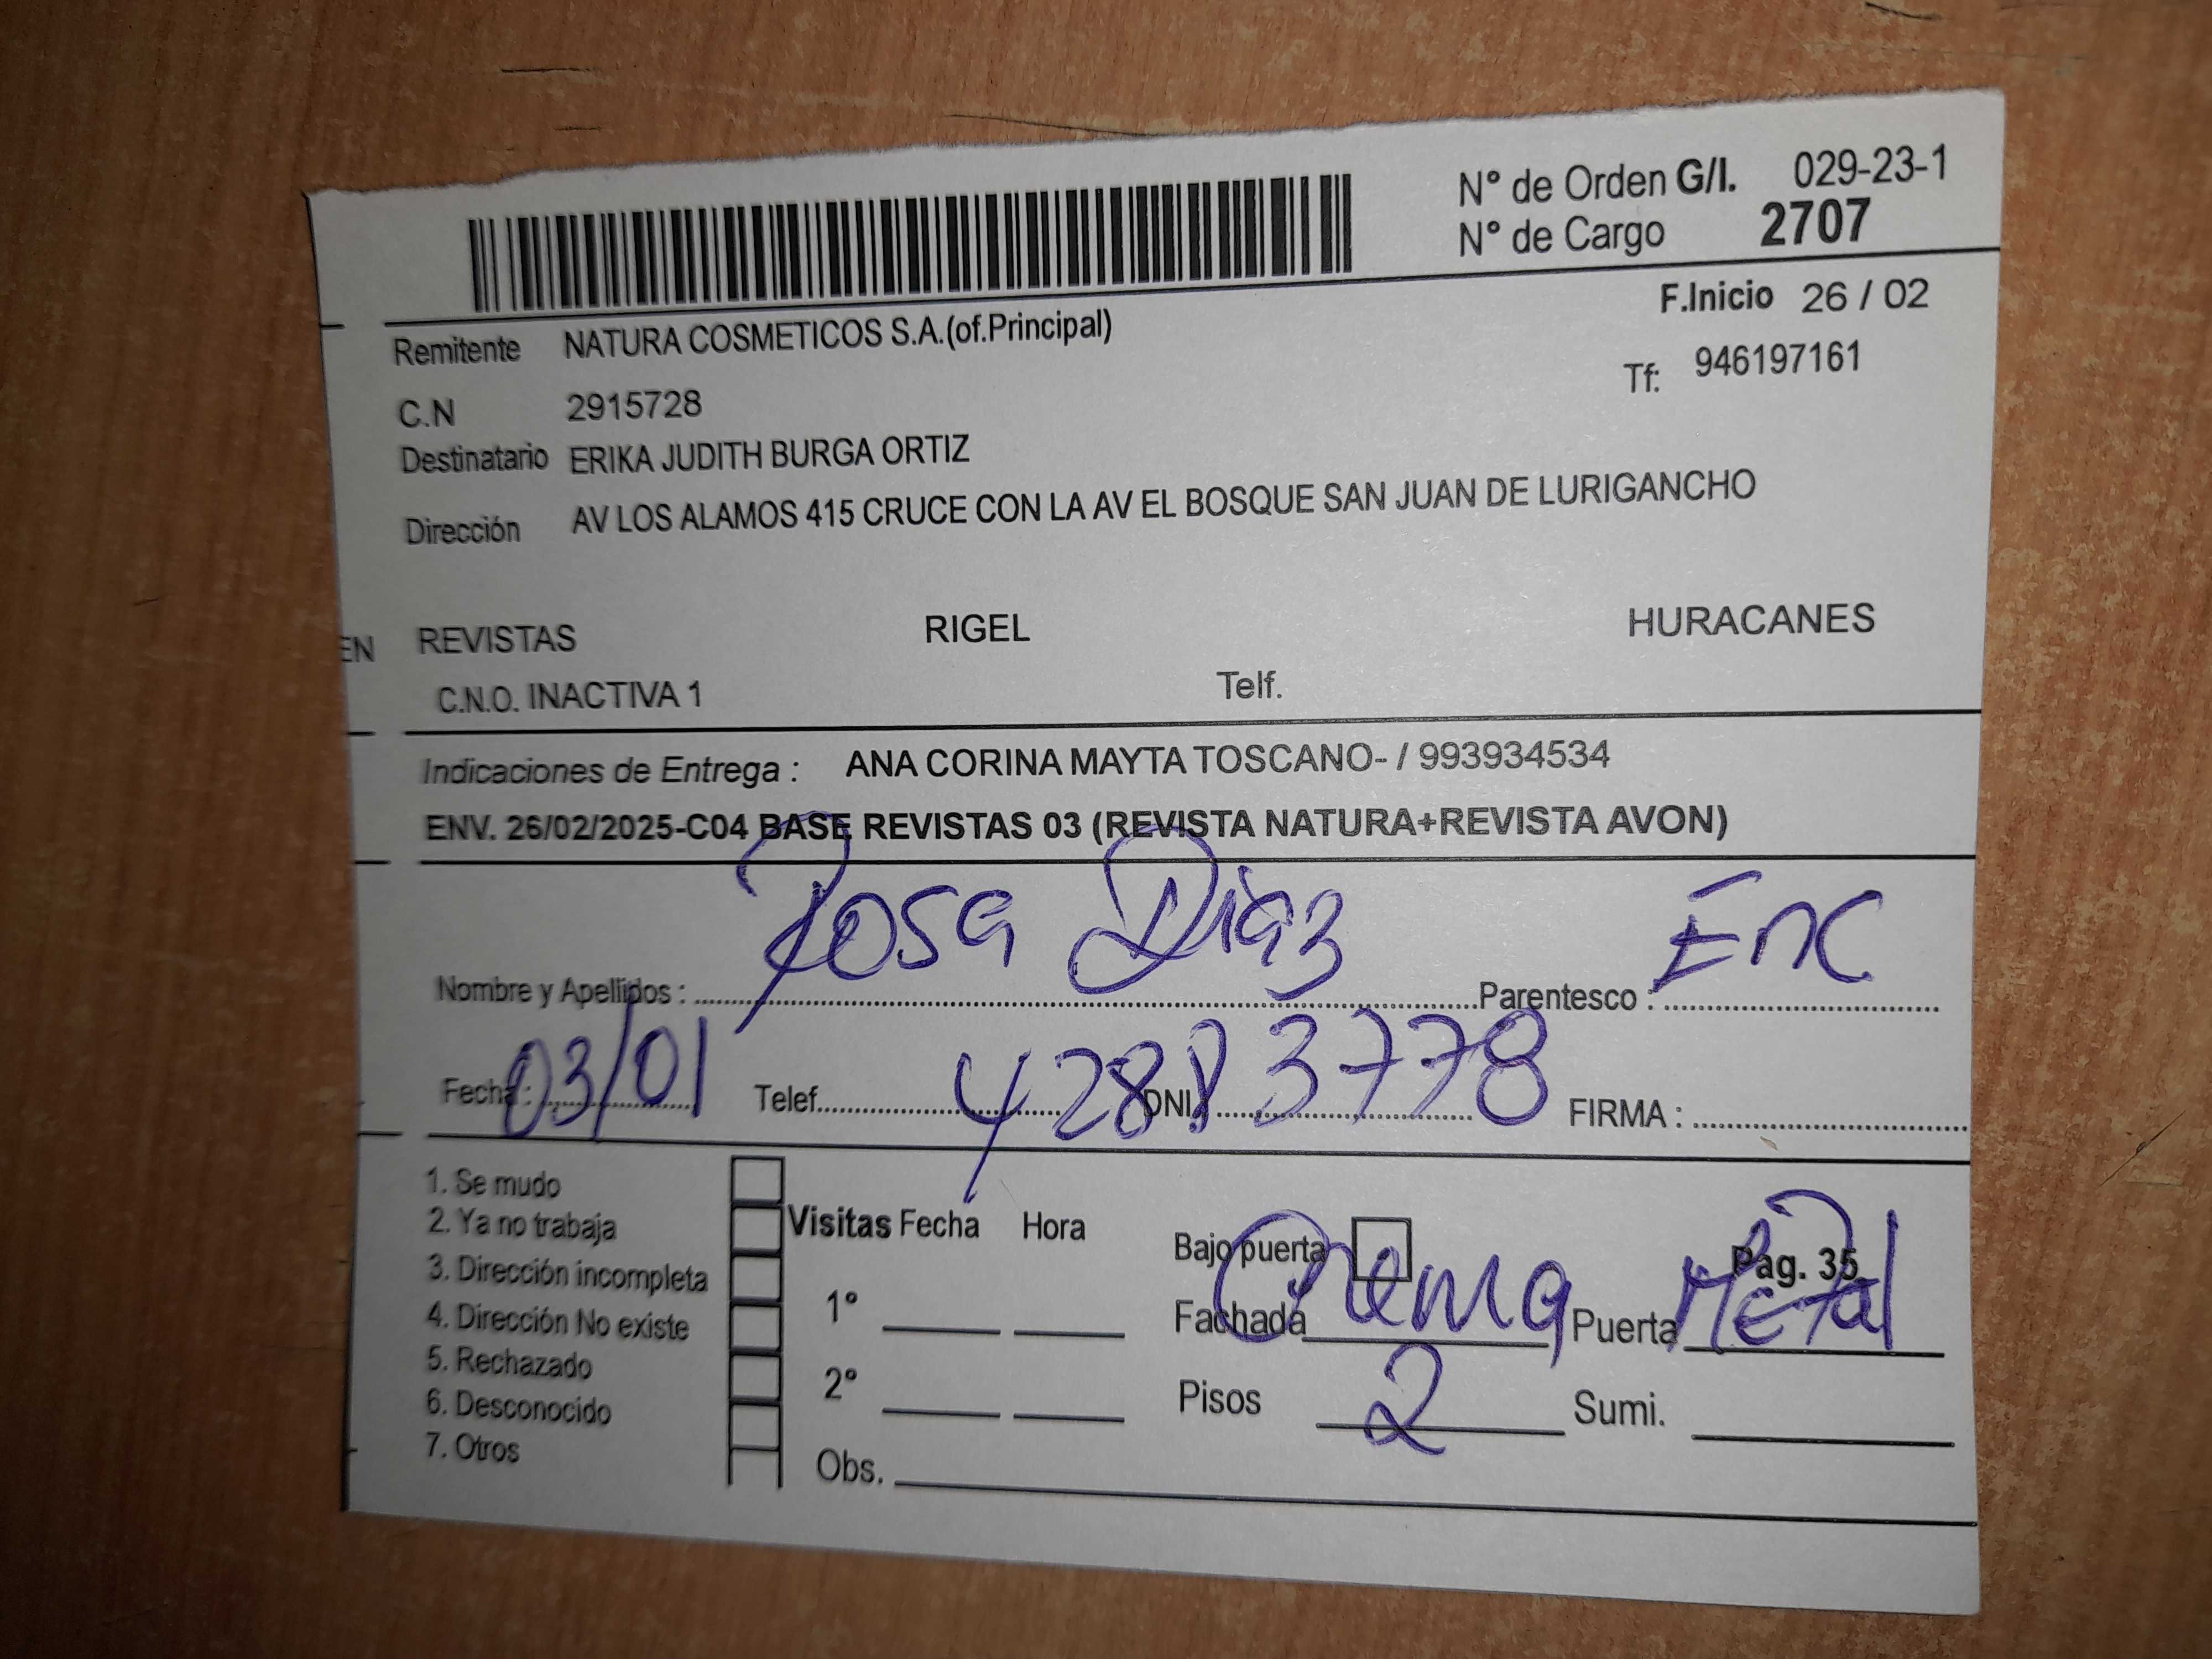 N° de Orden G/I. 029-23-1
N° de Cargo 2707
F.Inicio 26 / 02
Remitente NATURA COSMETICOS S.A.(of.Principal)
Tf: 946197161
C.N 2915728
Destinatario ERIKA JUDITH BURGA ORTIZ
Dirección AV LOS ALAMOS 415 CRUCE CON LA AV EL BOSQUE SAN JUAN DE LURIGANCHO
EN REVISTAS RIGEL HURACANES
C.N.O. INACTIVA 1 Telf.
Indicaciones de Entrega : ANA CORINA MAYTA TOSCANO- / 993934534
ENV. 26/02/2025-C04 BASE REVISTAS 03 (REVISTA NATURA+REVISTA AVON)
Nombre y Apellidos : Rosa Diaz Parentesco : Enc
Fecha : 03/01 Telef. DNI. 42883778 FIRMA :
1. Se mudo
2. Ya no trabaja
3. Dirección incompleta
4. Dirección No existe
5. Rechazado
6. Desconocido
7. Otros
Visitas Fecha Hora
1°
2°
Obs.
Bajo puerta Pag. 35
Fachada Crema Puerta Metal
Pisos 2 Sumi.